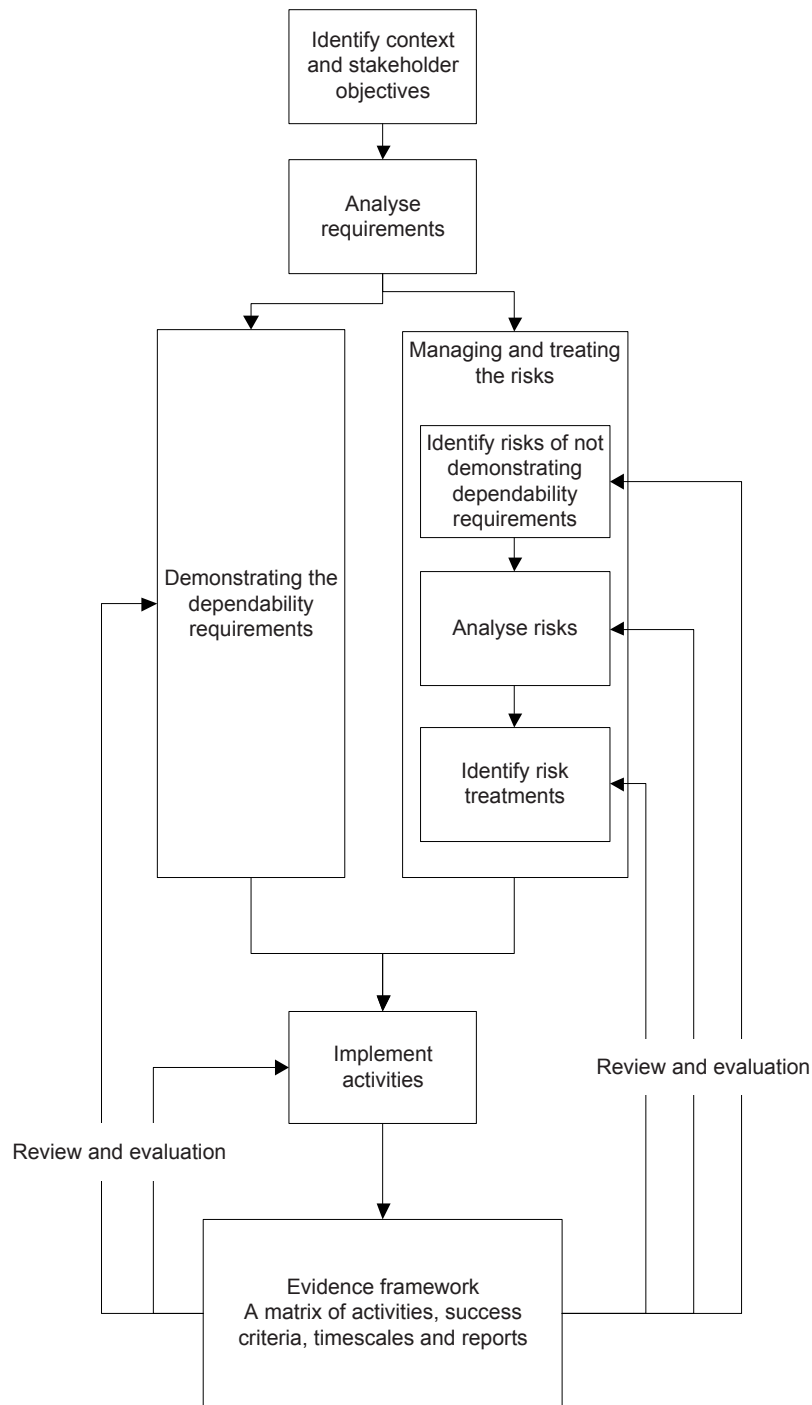 Identify context
and stakeholder
objectives
Analyse
requirements
Managing and treating
the risks
Identify risks of not
demonstrating
dependability
requirements
Demonstrating the
dependability
requirements
Analyse risks
Identify risk
treatments
Implement
activities
Review and evaluation
Review and evaluation
Evidence framework
A matrix of activities, success
criteria, timescales and reports